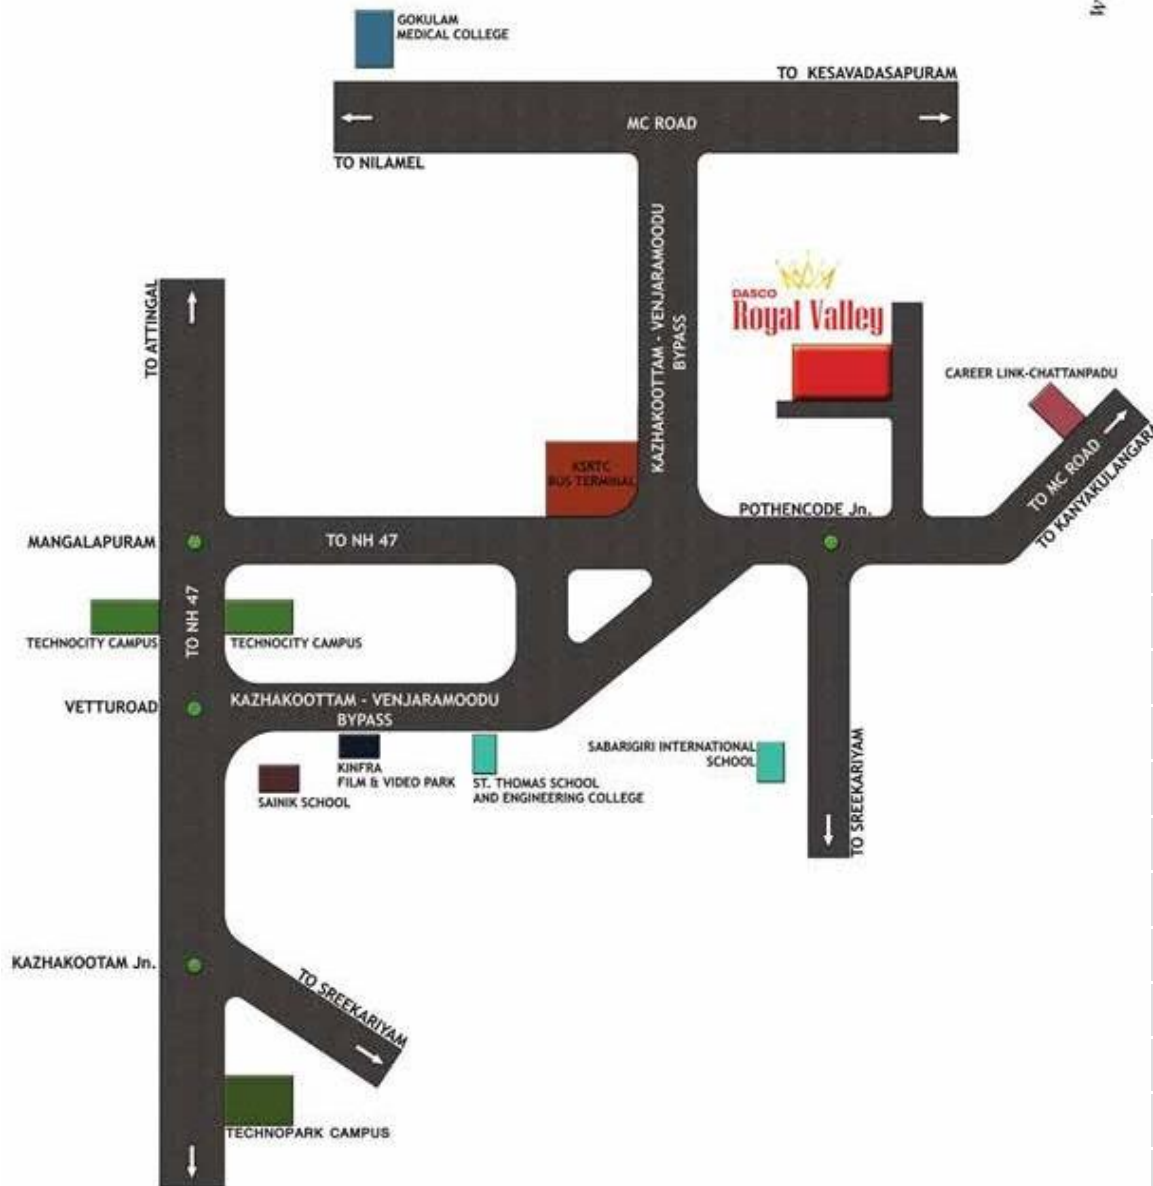 W
GOKULAM
MEDICAL COLLEGE
TO KESAVADASAPURAM
MC ROAD
TO NILAMEL
KAZHAKOOTTAM - VENJARAMOODU
BYPASS
TO ATTINGAL
DASCO
Royal Valley
CAREER LINK-CHATTANPADU
KSRTC
BUS TERMINAL
TO MC ROAD
TO KANYAKULANGARA
POTHENCODE Jn.
MANGALAPURAM
TO NH 47
TO NH 47
TECHNOCITY CAMPUS
TECHNOCITY CAMPUS
VETTUROAD
KAZHAKOOTTAM - VENJARAMOODU
BYPASS
SABARIGIRI INTERNATIONAL
SCHOOL
KINFRA
FILM & VIDEO PARK
ST. THOMAS SCHOOL
AND ENGINEERING COLLEGE
SAINIK SCHOOL
TO SREEKARIYAM
KAZHAKOOTAM Jn.
TO SREEKARIYAM
TECHNOPARK CAMPUS